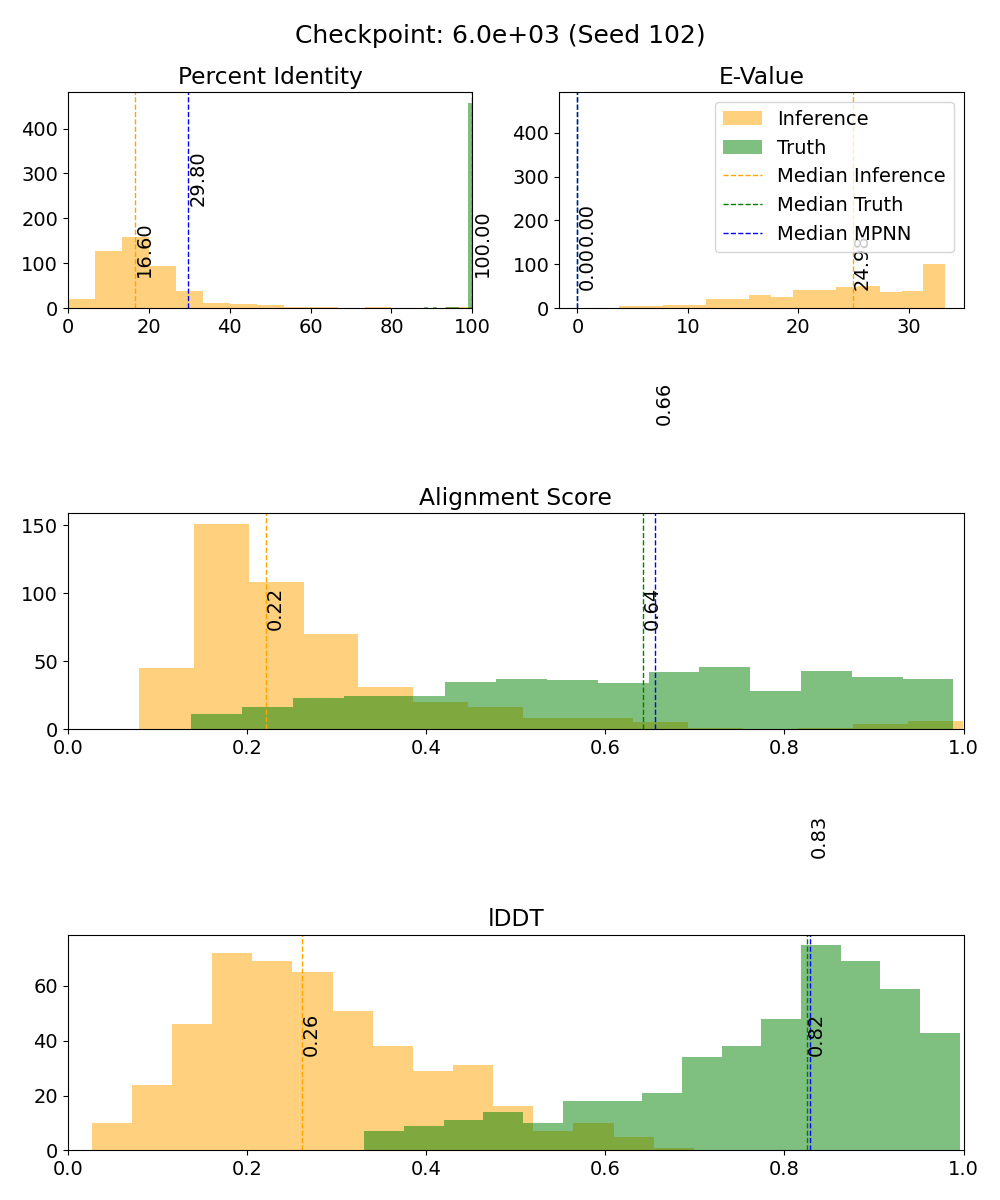 Checkpoint: 6.0e+03 (Seed 102)
Percent Identity
400
300
200
100
0
16.60
29.80
100.00
0 20 40 60 80 100
E-Value
400
300
200
100
0
0.00
0.00
24.98
0 10 20 30
Inference
Truth
Median Inference
Median Truth
Median MPNN
0.66
Alignment Score
150
100
50
0
0.22
0.64
0.0 0.2 0.4 0.6 0.8 1.0
0.83
lDDT
60
40
20
0
0.26
0.82
0.0 0.2 0.4 0.6 0.8 1.0